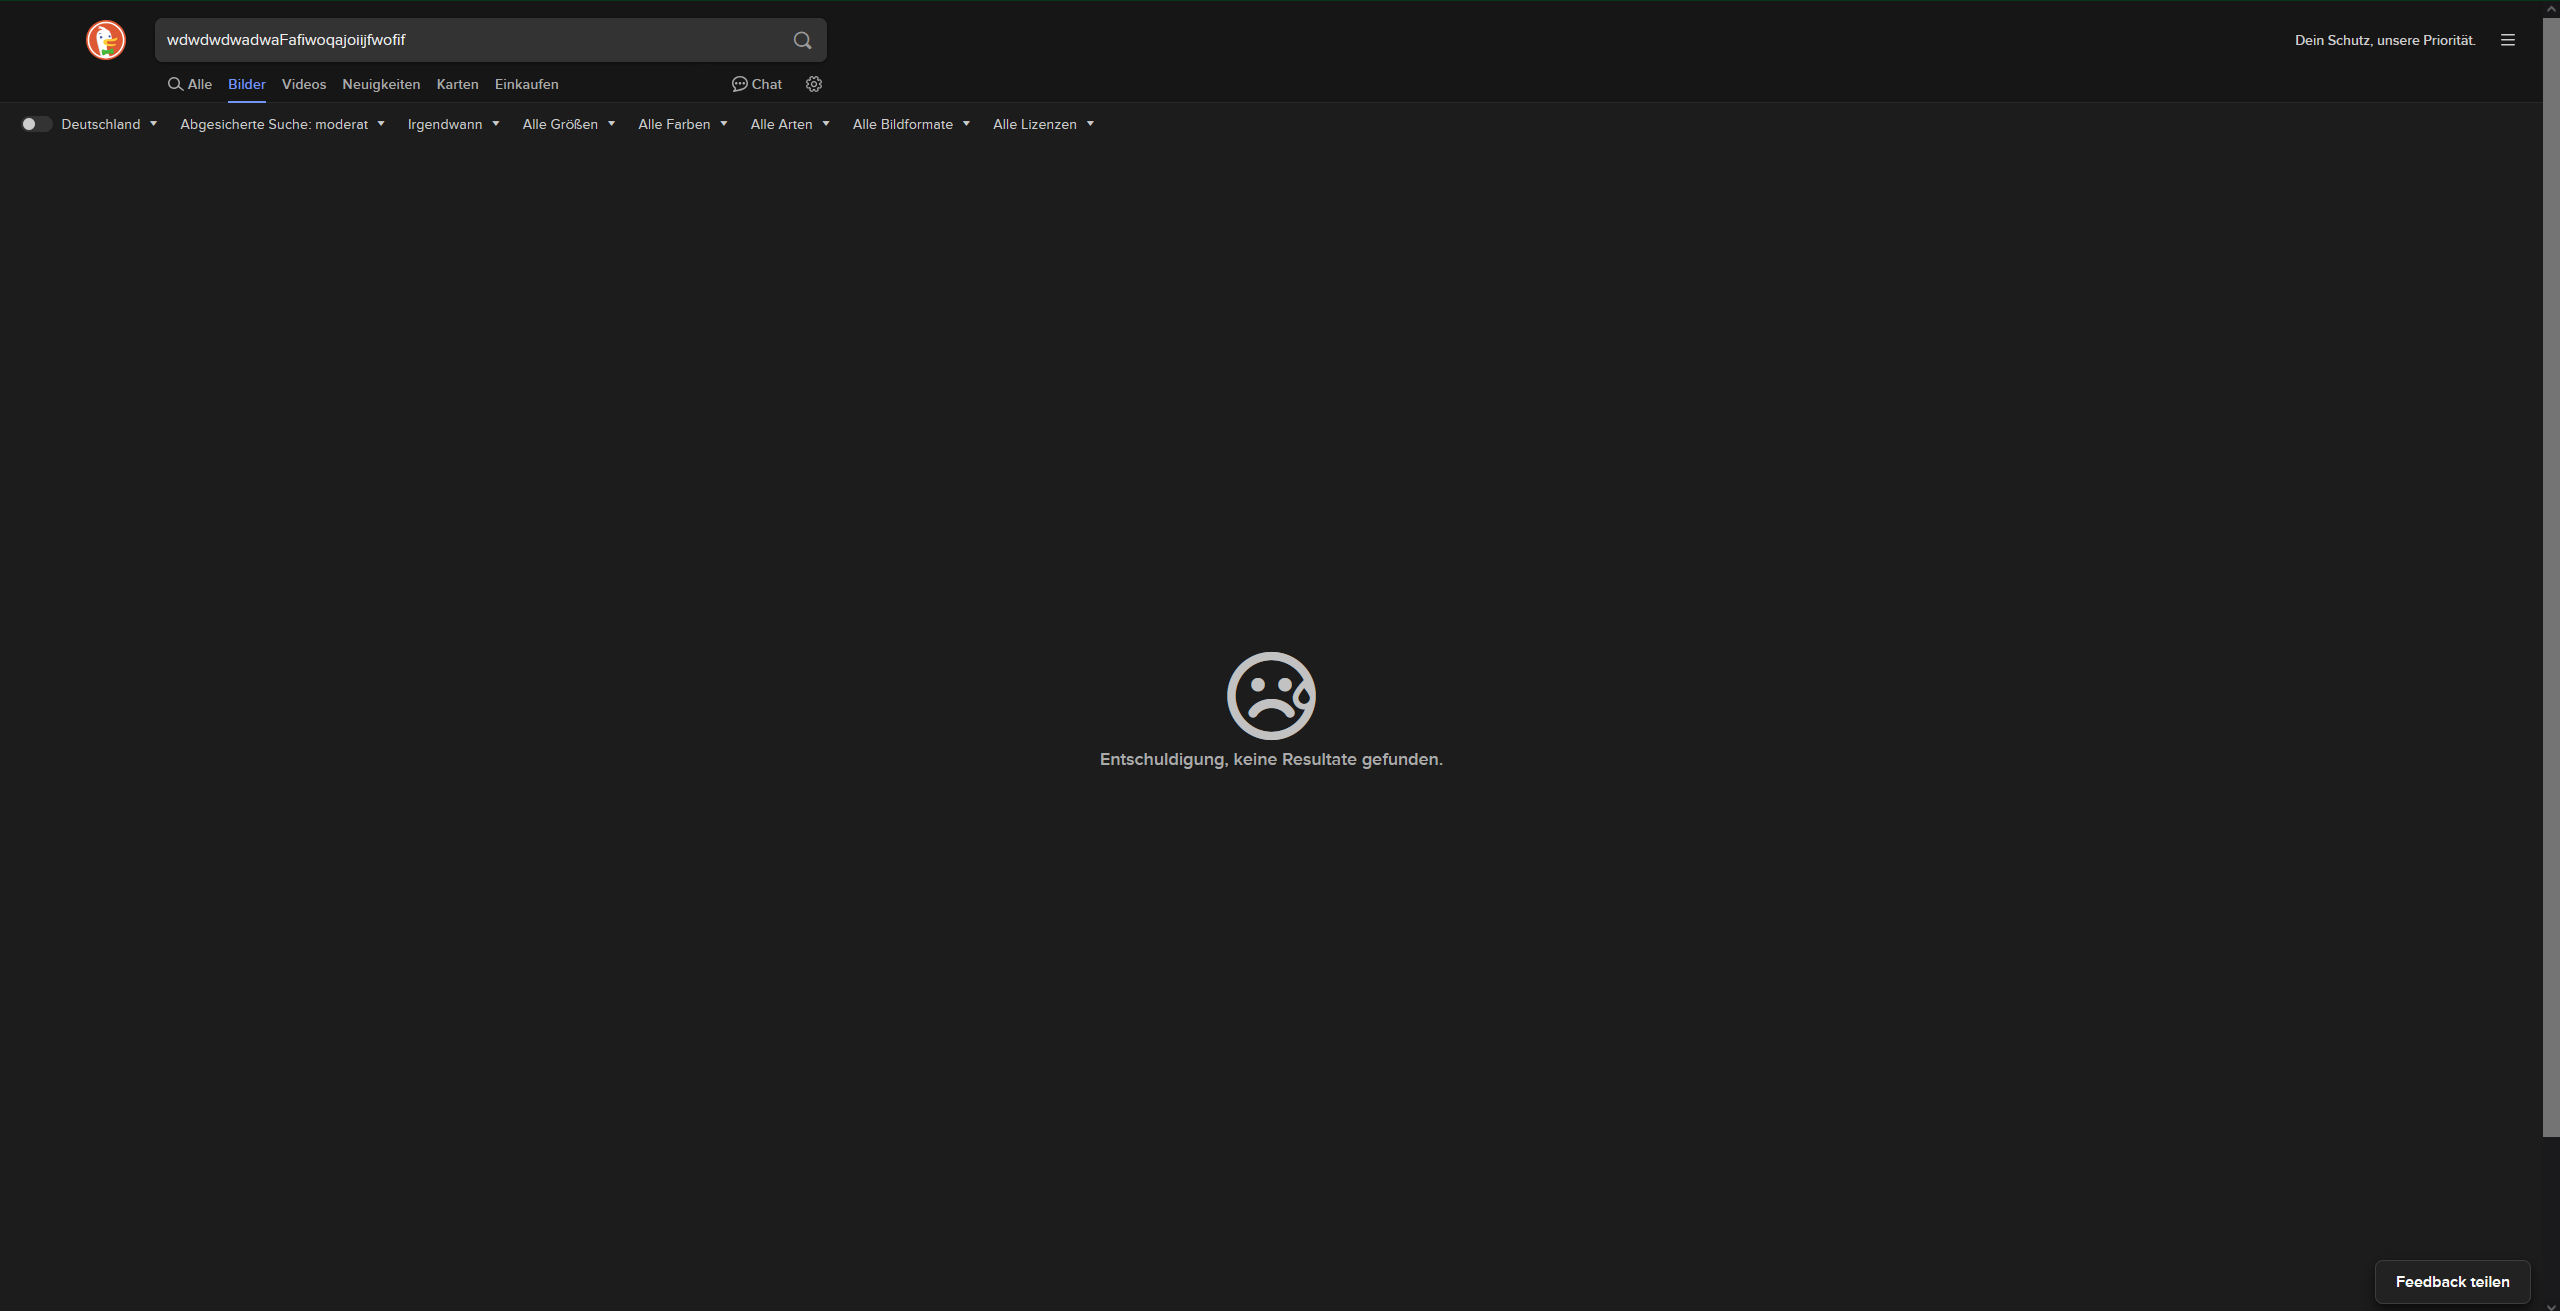 wdwdwdwadwaFafiwoqajoiijfwofif
Dein Schutz, unsere Priorität.
Alle Bilder Videos Neuigkeiten Karten Einkaufen Chat
Deutschland Abgesicherte Suche: moderat Irgendwann Alle Größen Alle Farben Alle Arten Alle Bildformate Alle Lizenzen
Entschuldigung, keine Resultate gefunden.
Feedback teilen